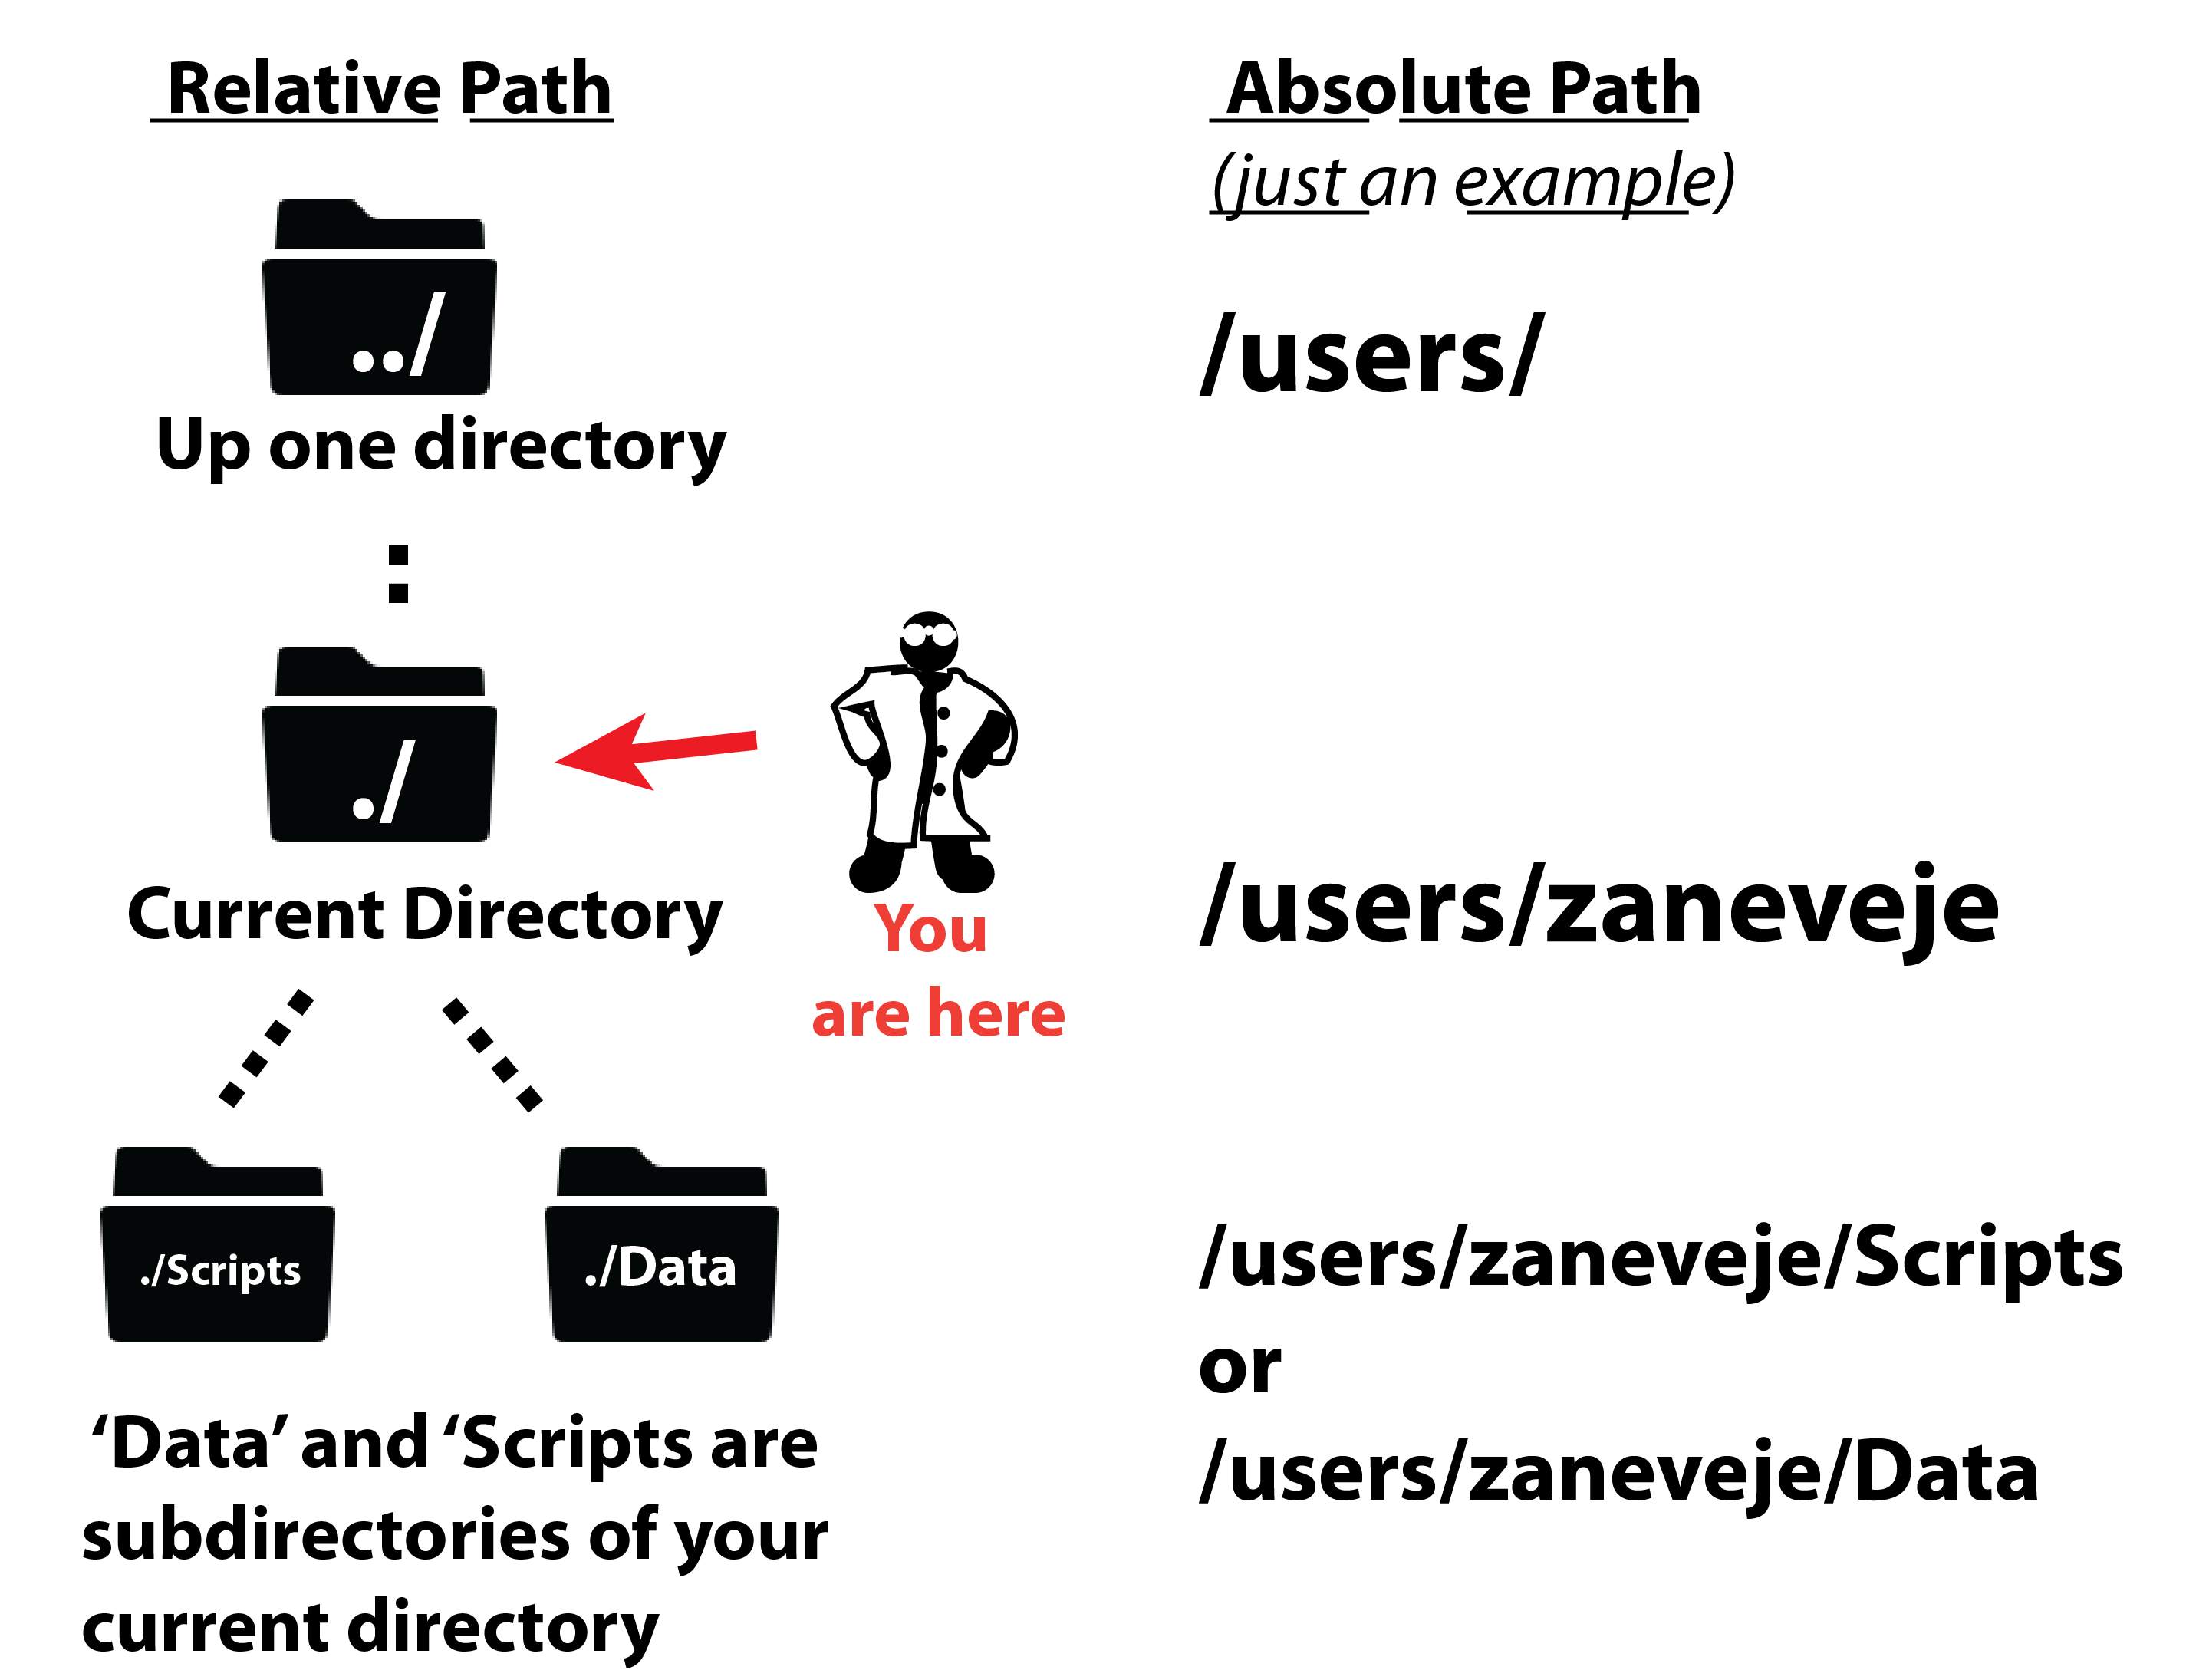 Relative Path
Absolute Path
(just an example)
../
/users/
Up one directory
./
Current Directory
You
are here
/users/zaneveje
./Scripts
./Data
/users/zaneveje/Scripts
or
/users/zaneveje/Data
‘Data’ and ‘Scripts are
subdirectories of your
current directory